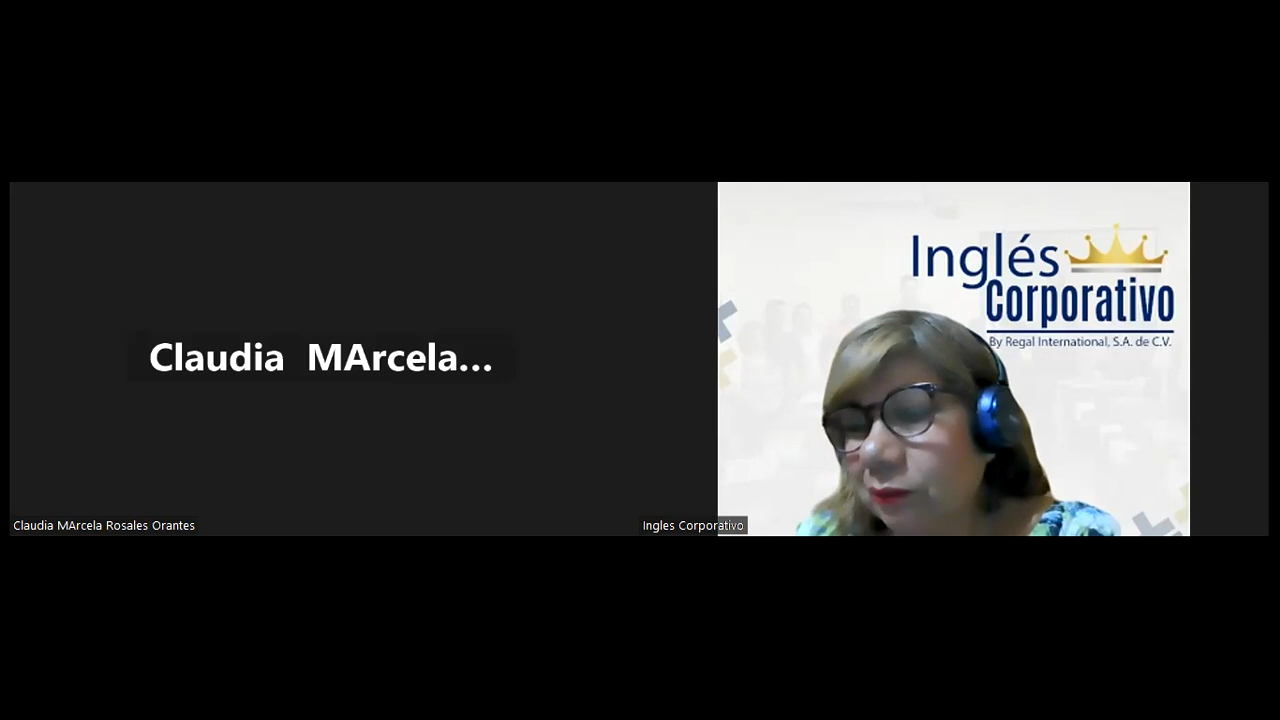 Claudia  MArcela...
Claudia MArcela Rosales Orantes
Inglés
Corporativo
By Regal International, S.A. de C.V.
Ingles Corporativo